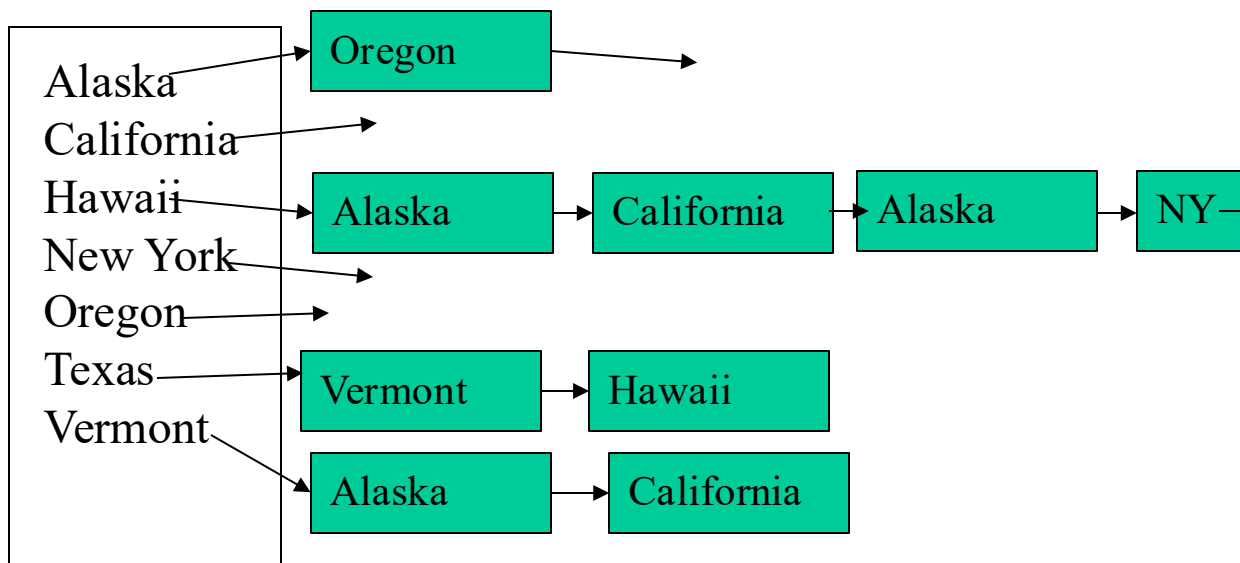 Alaska
Oregon
California
Hawaii
Alaska
California
Alaska
NY
New York
Oregon
Texas
Vermont
Hawaii
Vermont
Alaska
California